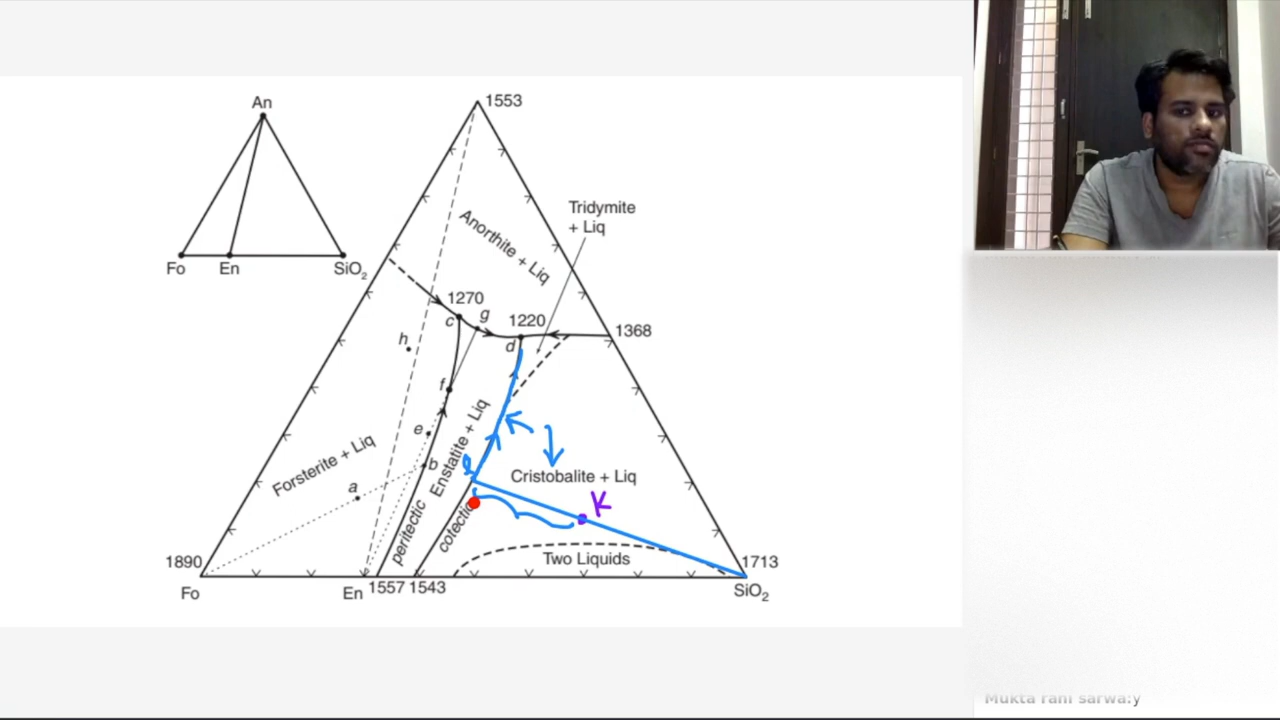 An
Fo
En
SiO2
1553
Anorthite + Liq
Tridymite
+ Liq
1270
c
g
1220
d
1368
h
f
e
b
a
Forsterite + Liq
Enstatite + Liq
Cristobalite + Liq
K
peritectic
cotectic
Two Liquids
1890
Fo
En
1557
1543
1713
SiO2
Mukta rani sarwa:y